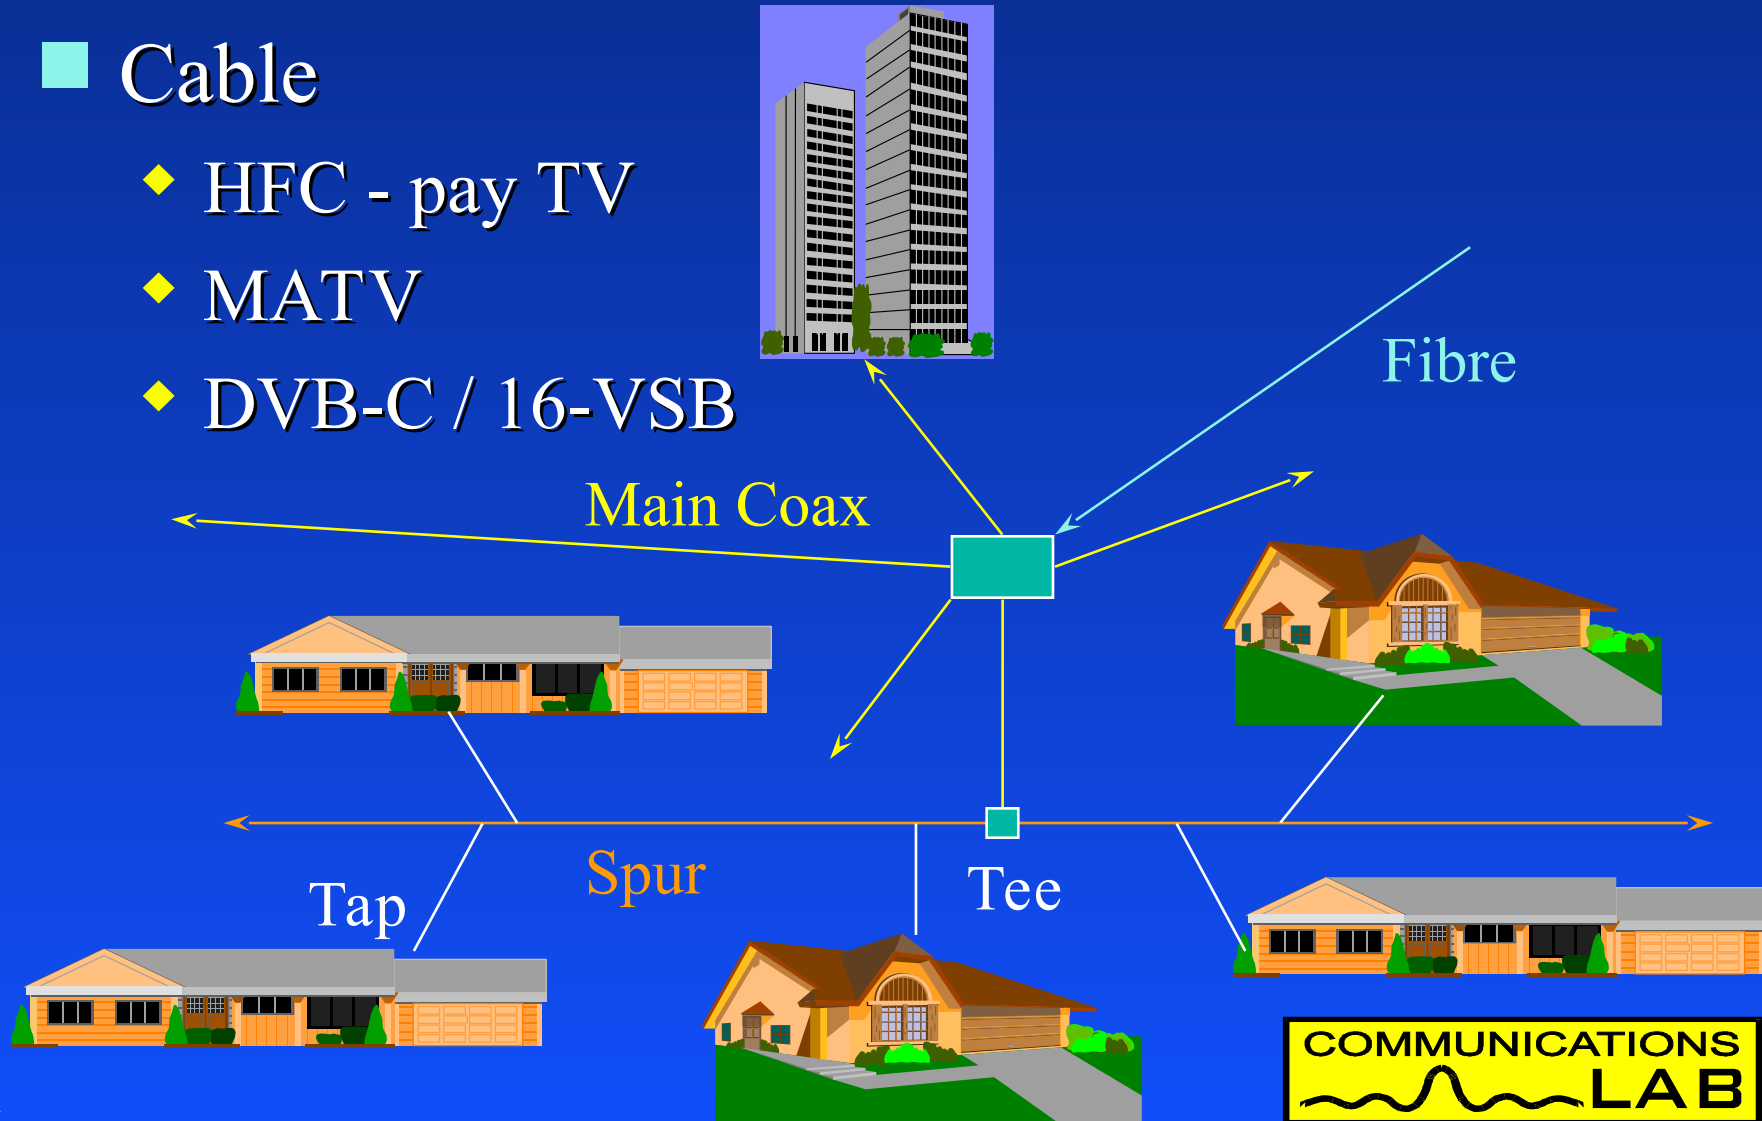 Cable
HFC - pay TV
MATV
DVB-C / 16-VSB
Fibre
Main Coax
Spur
Tap
Tee
COMMUNICATIONS
LAB